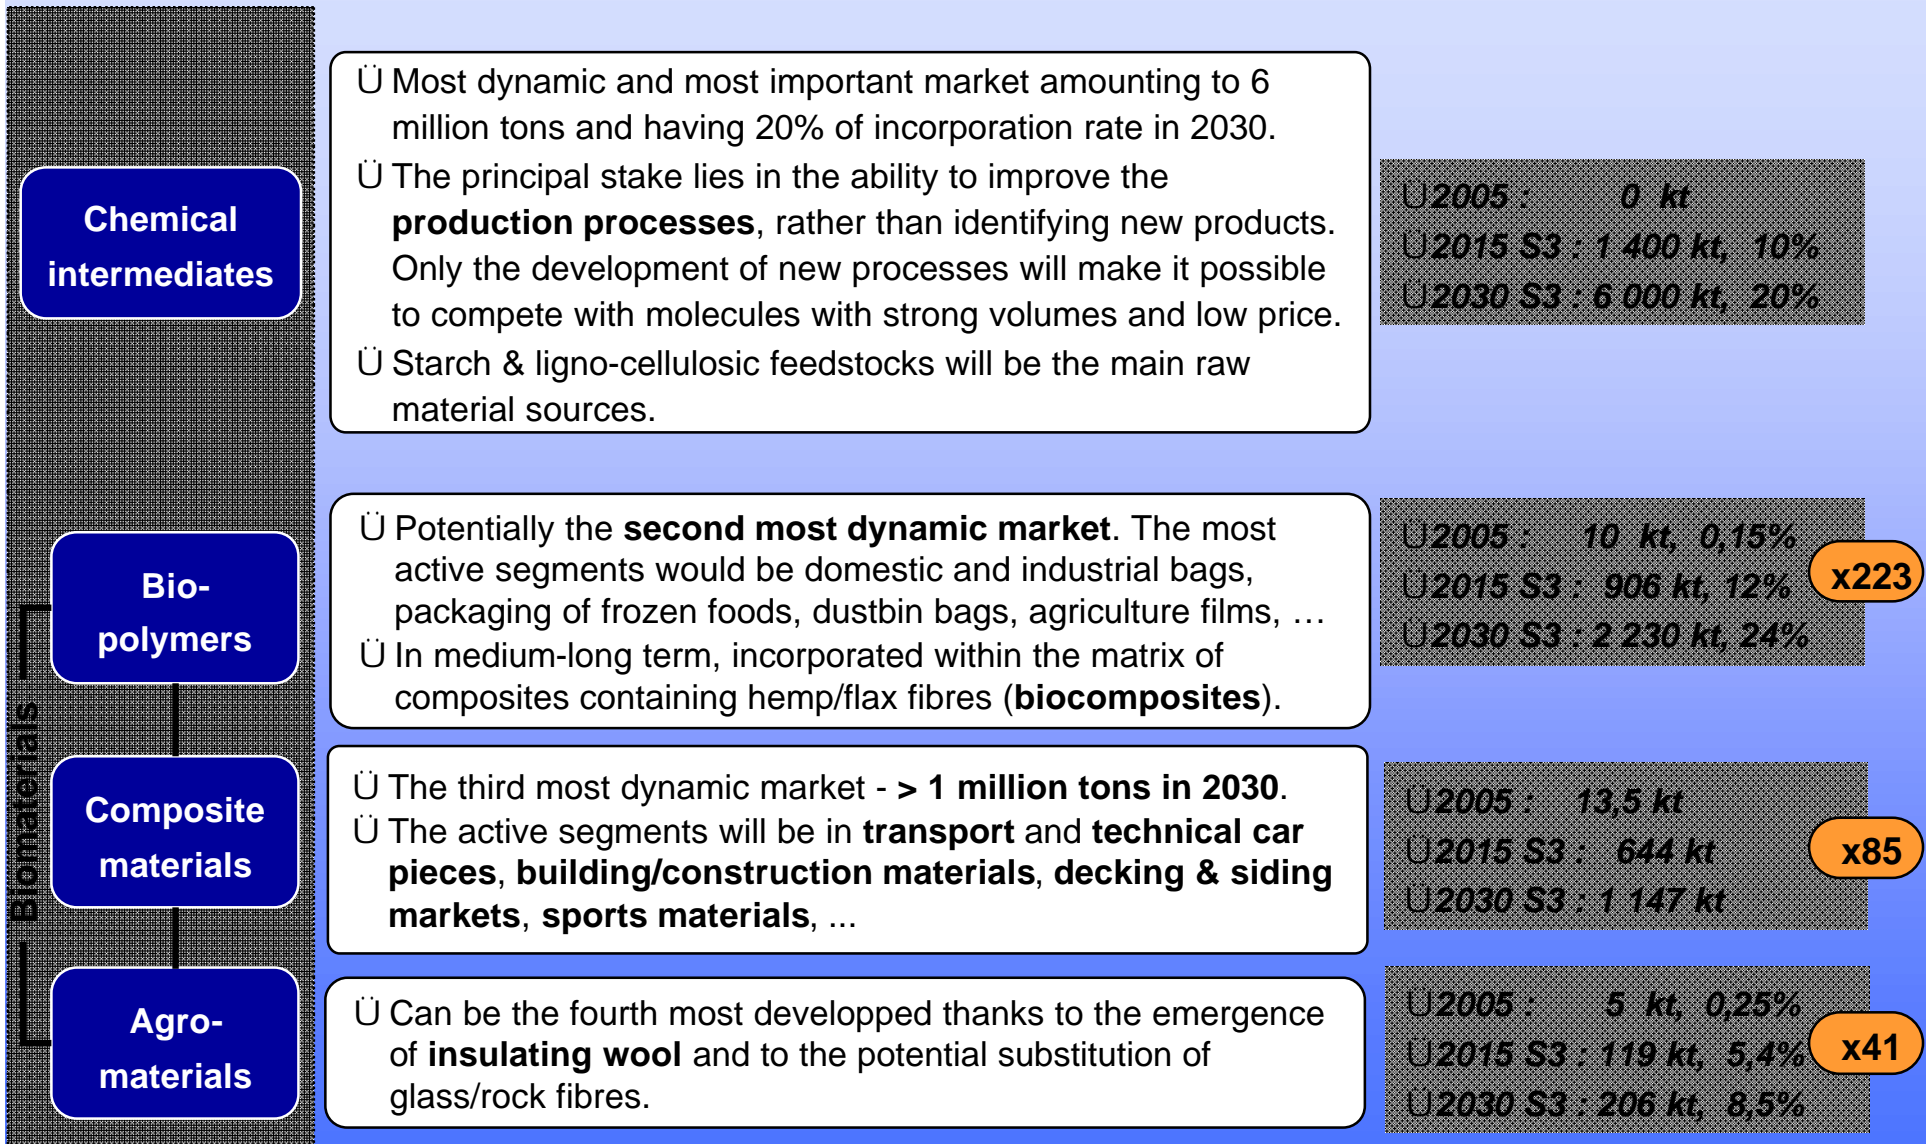 Chemical
intermediates
Ü Most dynamic and most important market amounting to 6
million tons and having 20% of incorporation rate in 2030.
Ü The principal stake lies in the ability to improve the
production processes, rather than identifying new products.
Only the development of new processes will make it possible
to compete with molecules with strong volumes and low price.
Ü Starch & ligno-cellulosic feedstocks will be the main raw
material sources.
Ü2005 : 0 kt
Ü2015 S3 : 1 400 kt, 10%
Ü2030 S3 : 6 000 kt, 20%
Biomaterials
Bio-
polymers
Ü Potentially the second most dynamic market. The most
active segments would be domestic and industrial bags,
packaging of frozen foods, dustbin bags, agriculture films, …
Ü In medium-long term, incorporated within the matrix of
composites containing hemp/flax fibres (biocomposites).
Ü2005 : 10 kt, 0,15%
Ü2015 S3 : 906 kt, 12%
Ü2030 S3 : 2 230 kt, 24%
x223
Composite
materials
Ü The third most dynamic market - > 1 million tons in 2030.
Ü The active segments will be in transport and technical car
pieces, building/construction materials, decking & siding
markets, sports materials, ...
Ü2005 : 13,5 kt
Ü2015 S3 : 644 kt
Ü2030 S3 : 1 147 kt
x85
Agro-
materials
Ü Can be the fourth most developped thanks to the emergence
of insulating wool and to the potential substitution of
glass/rock fibres.
Ü2005 : 5 kt, 0,25%
Ü2015 S3 : 119 kt, 5,4%
Ü2030 S3 : 206 kt, 8,5%
x41